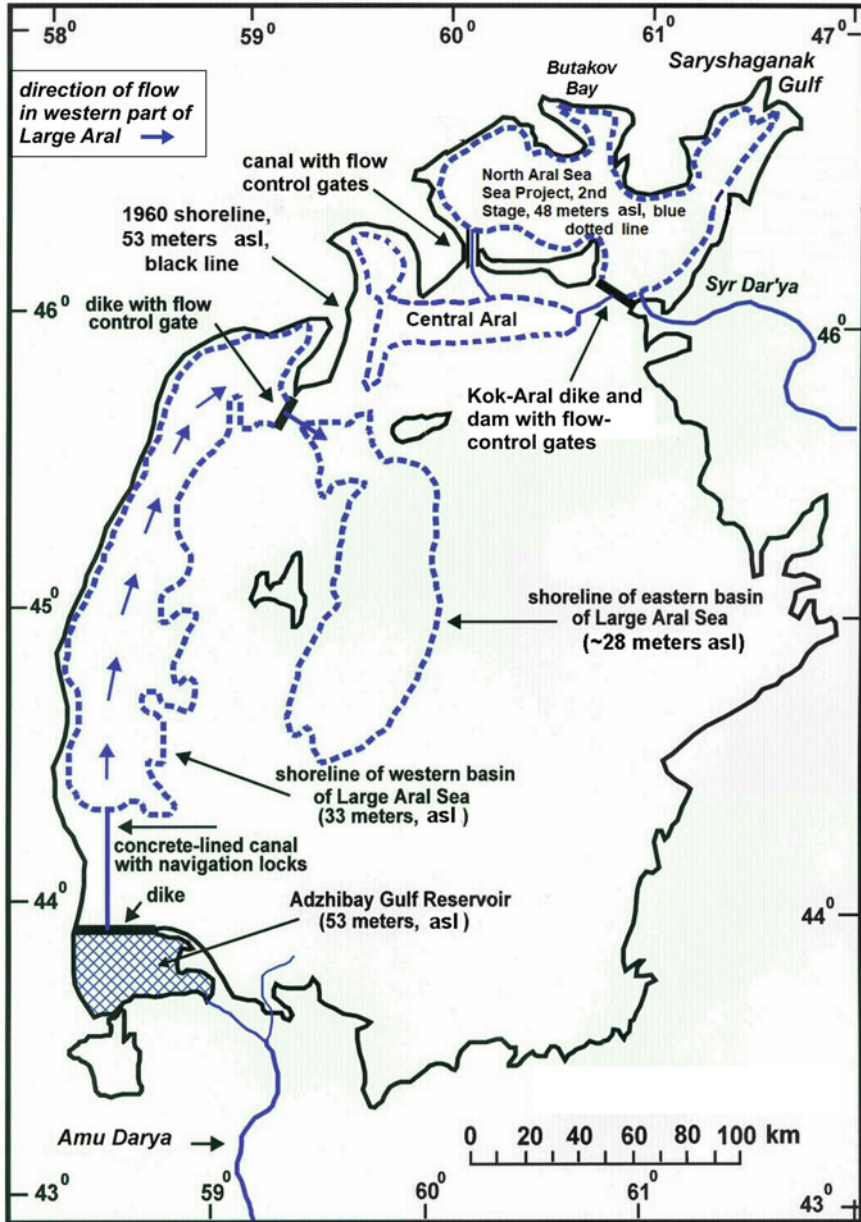 58⁰
59⁰
60⁰
61⁰
47⁰
direction of flow
in western part of
Large Aral
Butakov
Bay
Saryshaganak
Gulf
canal with flow
control gates
North Aral Sea
Sea Project, 2nd
Stage, 48 meters asl, blue
dotted line
1960 shoreline,
53 meters asl,
black line
46⁰
dike with flow
control gate
Central Aral
Syr Dar'ya
46⁰
Kok-Aral dike and
dam with flow-
control gates
45⁰
45⁰
shoreline of eastern basin
of Large Aral Sea
(~28 meters asl)
shoreline of western basin
of Large Aral Sea
(33 meters, asl )
concrete-lined canal
with navigation locks
44⁰
44⁰
dike
Adzhibay Gulf Reservoir
(53 meters, asl )
Amu Darya
0 20 40 60 80 100 km
43⁰
59⁰
60⁰
61⁰
43⁰